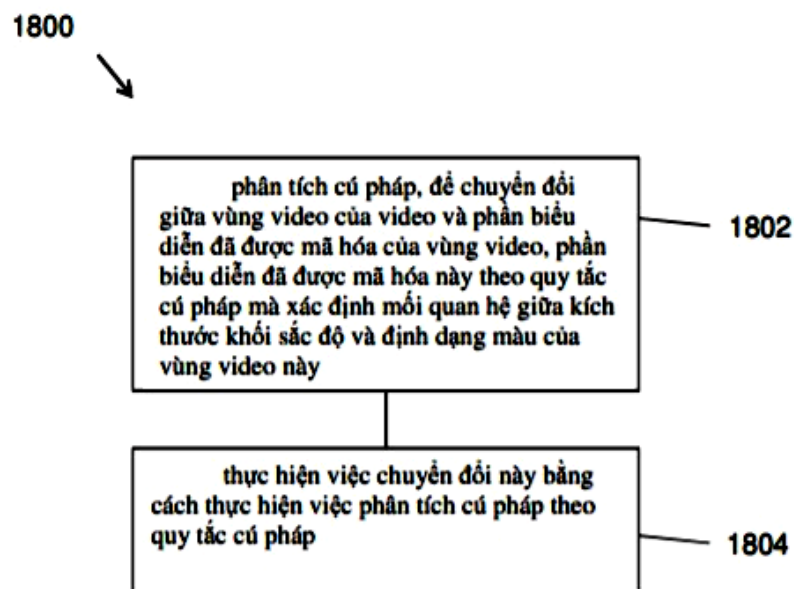 1800
phân tích cú pháp, để chuyển đổi
giữa vùng video của video và phần biểu
diễn đã được mã hóa của vùng video, phần
biểu diễn đã được mã hóa này theo quy tắc
cú pháp mà xác định mối quan hệ giữa kích
thước khối sắc độ và định dạng màu của
vùng video này
1802
thực hiện việc chuyển đổi này bằng
cách thực hiện việc phân tích cú pháp theo
quy tắc cú pháp
1804